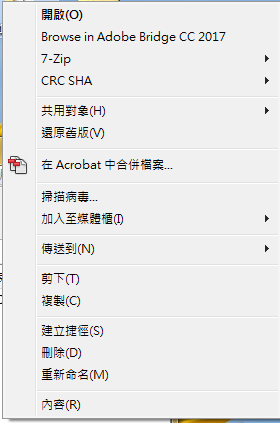 開啟(O)
Browse in Adobe Bridge CC 2017
7-Zip
CRC SHA
共用對象(H)
還原舊版(V)
在 Acrobat 中合併檔案...
掃描病毒...
加入至媒體櫃(I)
傳送到(N)
剪下(T)
複製(C)
建立捷徑(S)
刪除(D)
重新命名(M)
內容(R)